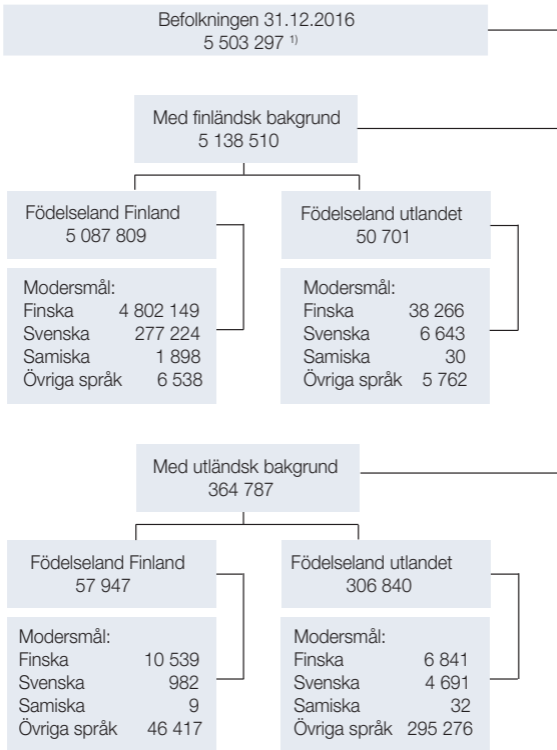 Befolkningen 31.12.2016
5 503 297 ¹⁾
Med finländsk bakgrund
5 138 510
Födelseland Finland
5 087 809
Födelseland utlandet
50 701
Modersmål:
Finska 4 802 149
Svenska 277 224
Samiska 1 898
Övriga språk 6 538
Modersmål:
Finska 38 266
Svenska 6 643
Samiska 30
Övriga språk 5 762
Med utländsk bakgrund
364 787
Födelseland Finland
57 947
Födelseland utlandet
306 840
Modersmål:
Finska 10 539
Svenska 982
Samiska 9
Övriga språk 46 417
Modersmål:
Finska 6 841
Svenska 4 691
Samiska 32
Övriga språk 295 276